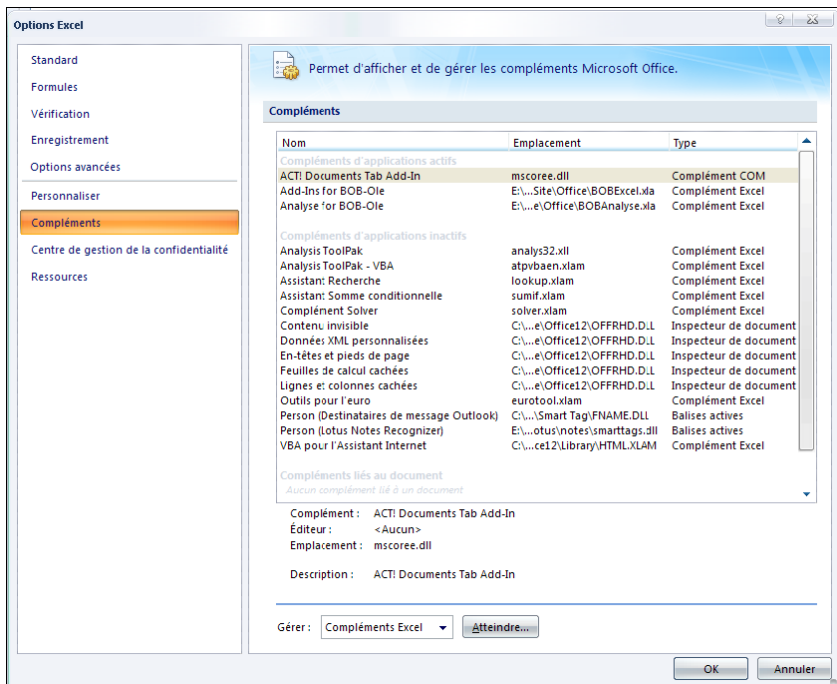 Options Excel
Standard
Formules
Vérification
Enregistrement
Options avancées
Personnaliser
Compléments
Centre de gestion de la confidentialité
Ressources
Permet d'afficher et de gérer les compléments Microsoft Office.
Compléments
Nom Emplacement Type
Compléments d'applications actifs
ACT! Documents Tab Add-In mscoree.dll Complément COM
Add-Ins for BOB-Ole E:\...Site\Office\BOBExcel.xla Complément Excel
Analyse for BOB-Ole E:\...e\Office\BOBAnalyse.xla Complément Excel
Compléments d'applications inactifs
Analysis ToolPak analys32.xll Complément Excel
Analysis ToolPak - VBA atpvbaen.xlam Complément Excel
Assistant Recherche lookup.xlam Complément Excel
Assistant Somme conditionnelle sumif.xlam Complément Excel
Complément Solver solver.xlam Complément Excel
Contenu invisible C:\...e\Office12\OFFRHD.DLL Inspecteur de document
Données XML personnalisées C:\...e\Office12\OFFRHD.DLL Inspecteur de document
En-têtes et pieds de page C:\...e\Office12\OFFRHD.DLL Inspecteur de document
Feuilles de calcul cachées C:\...e\Office12\OFFRHD.DLL Inspecteur de document
Lignes et colonnes cachées C:\...e\Office12\OFFRHD.DLL Inspecteur de document
Outils pour l'euro eurotool.xlam Complément Excel
Person (Destinataires de message Outlook) C:\...\Smart Tag\FNAME.DLL Balises actives
Person (Lotus Notes Recognizer) E:\...otus\notes\smarttags.dll Balises actives
VBA pour l'Assistant Internet C:\...ce12\Library\HTML.XLAM Complément Excel
Compléments liés au document
Aucun complément lié à un document
Complément : ACT! Documents Tab Add-In
Éditeur : <Aucun>
Emplacement : mscoree.dll
Description : ACT! Documents Tab Add-In
Gérer : Compléments Excel Atteindre...
OK Annuler